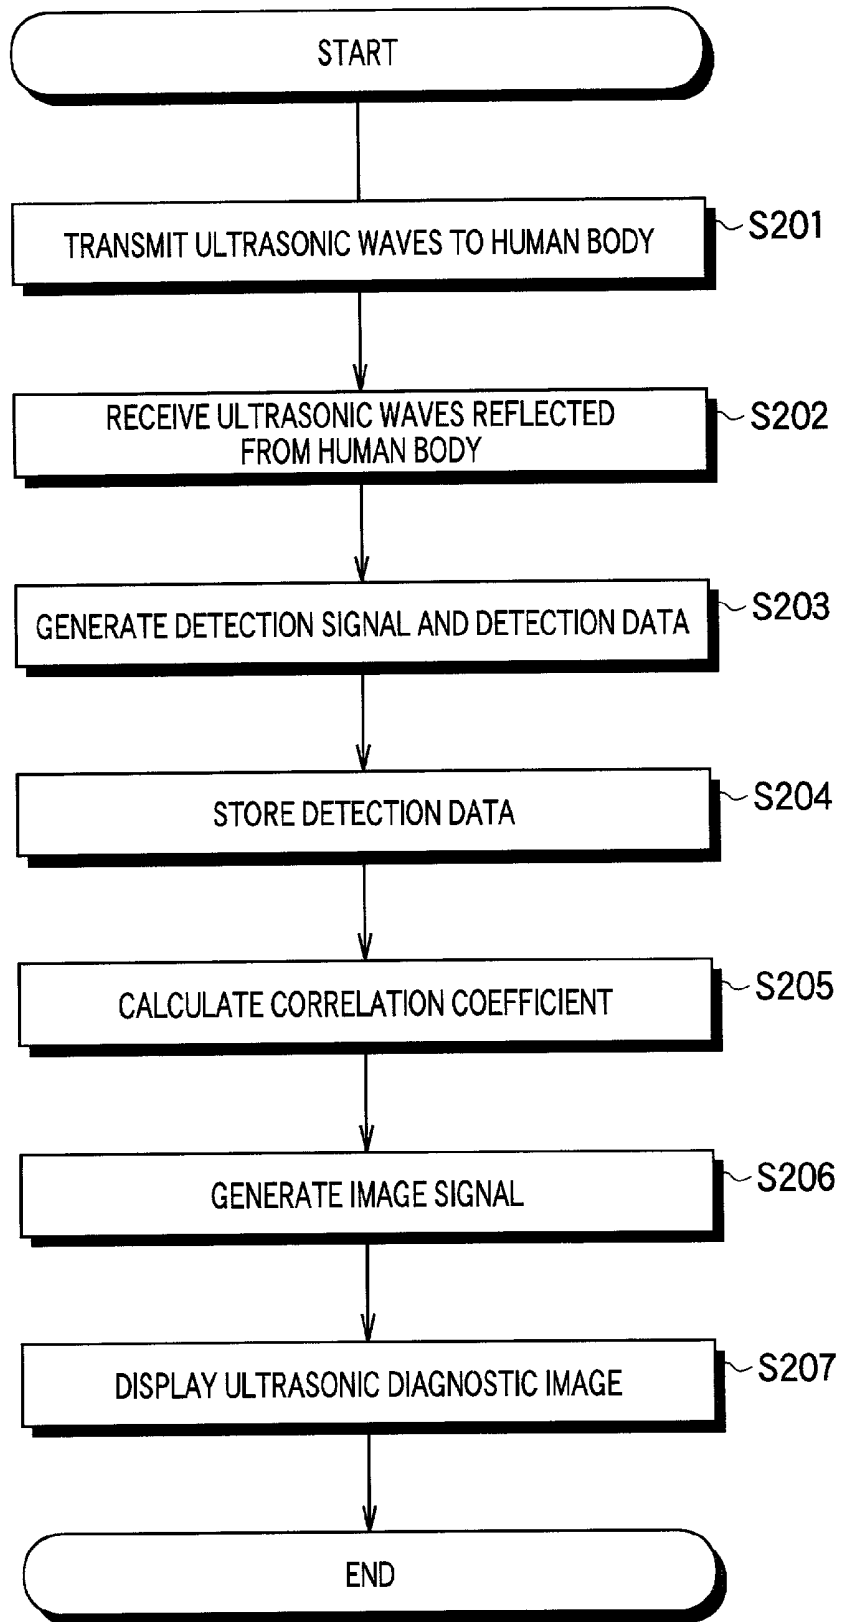 START
TRANSMIT ULTRASONIC WAVES TO HUMAN BODY
S201
RECEIVE ULTRASONIC WAVES REFLECTED
FROM HUMAN BODY
S202
GENERATE DETECTION SIGNAL AND DETECTION DATA
S203
STORE DETECTION DATA
S204
CALCULATE CORRELATION COEFFICIENT
S205
GENERATE IMAGE SIGNAL
S206
DISPLAY ULTRASONIC DIAGNOSTIC IMAGE
S207
END